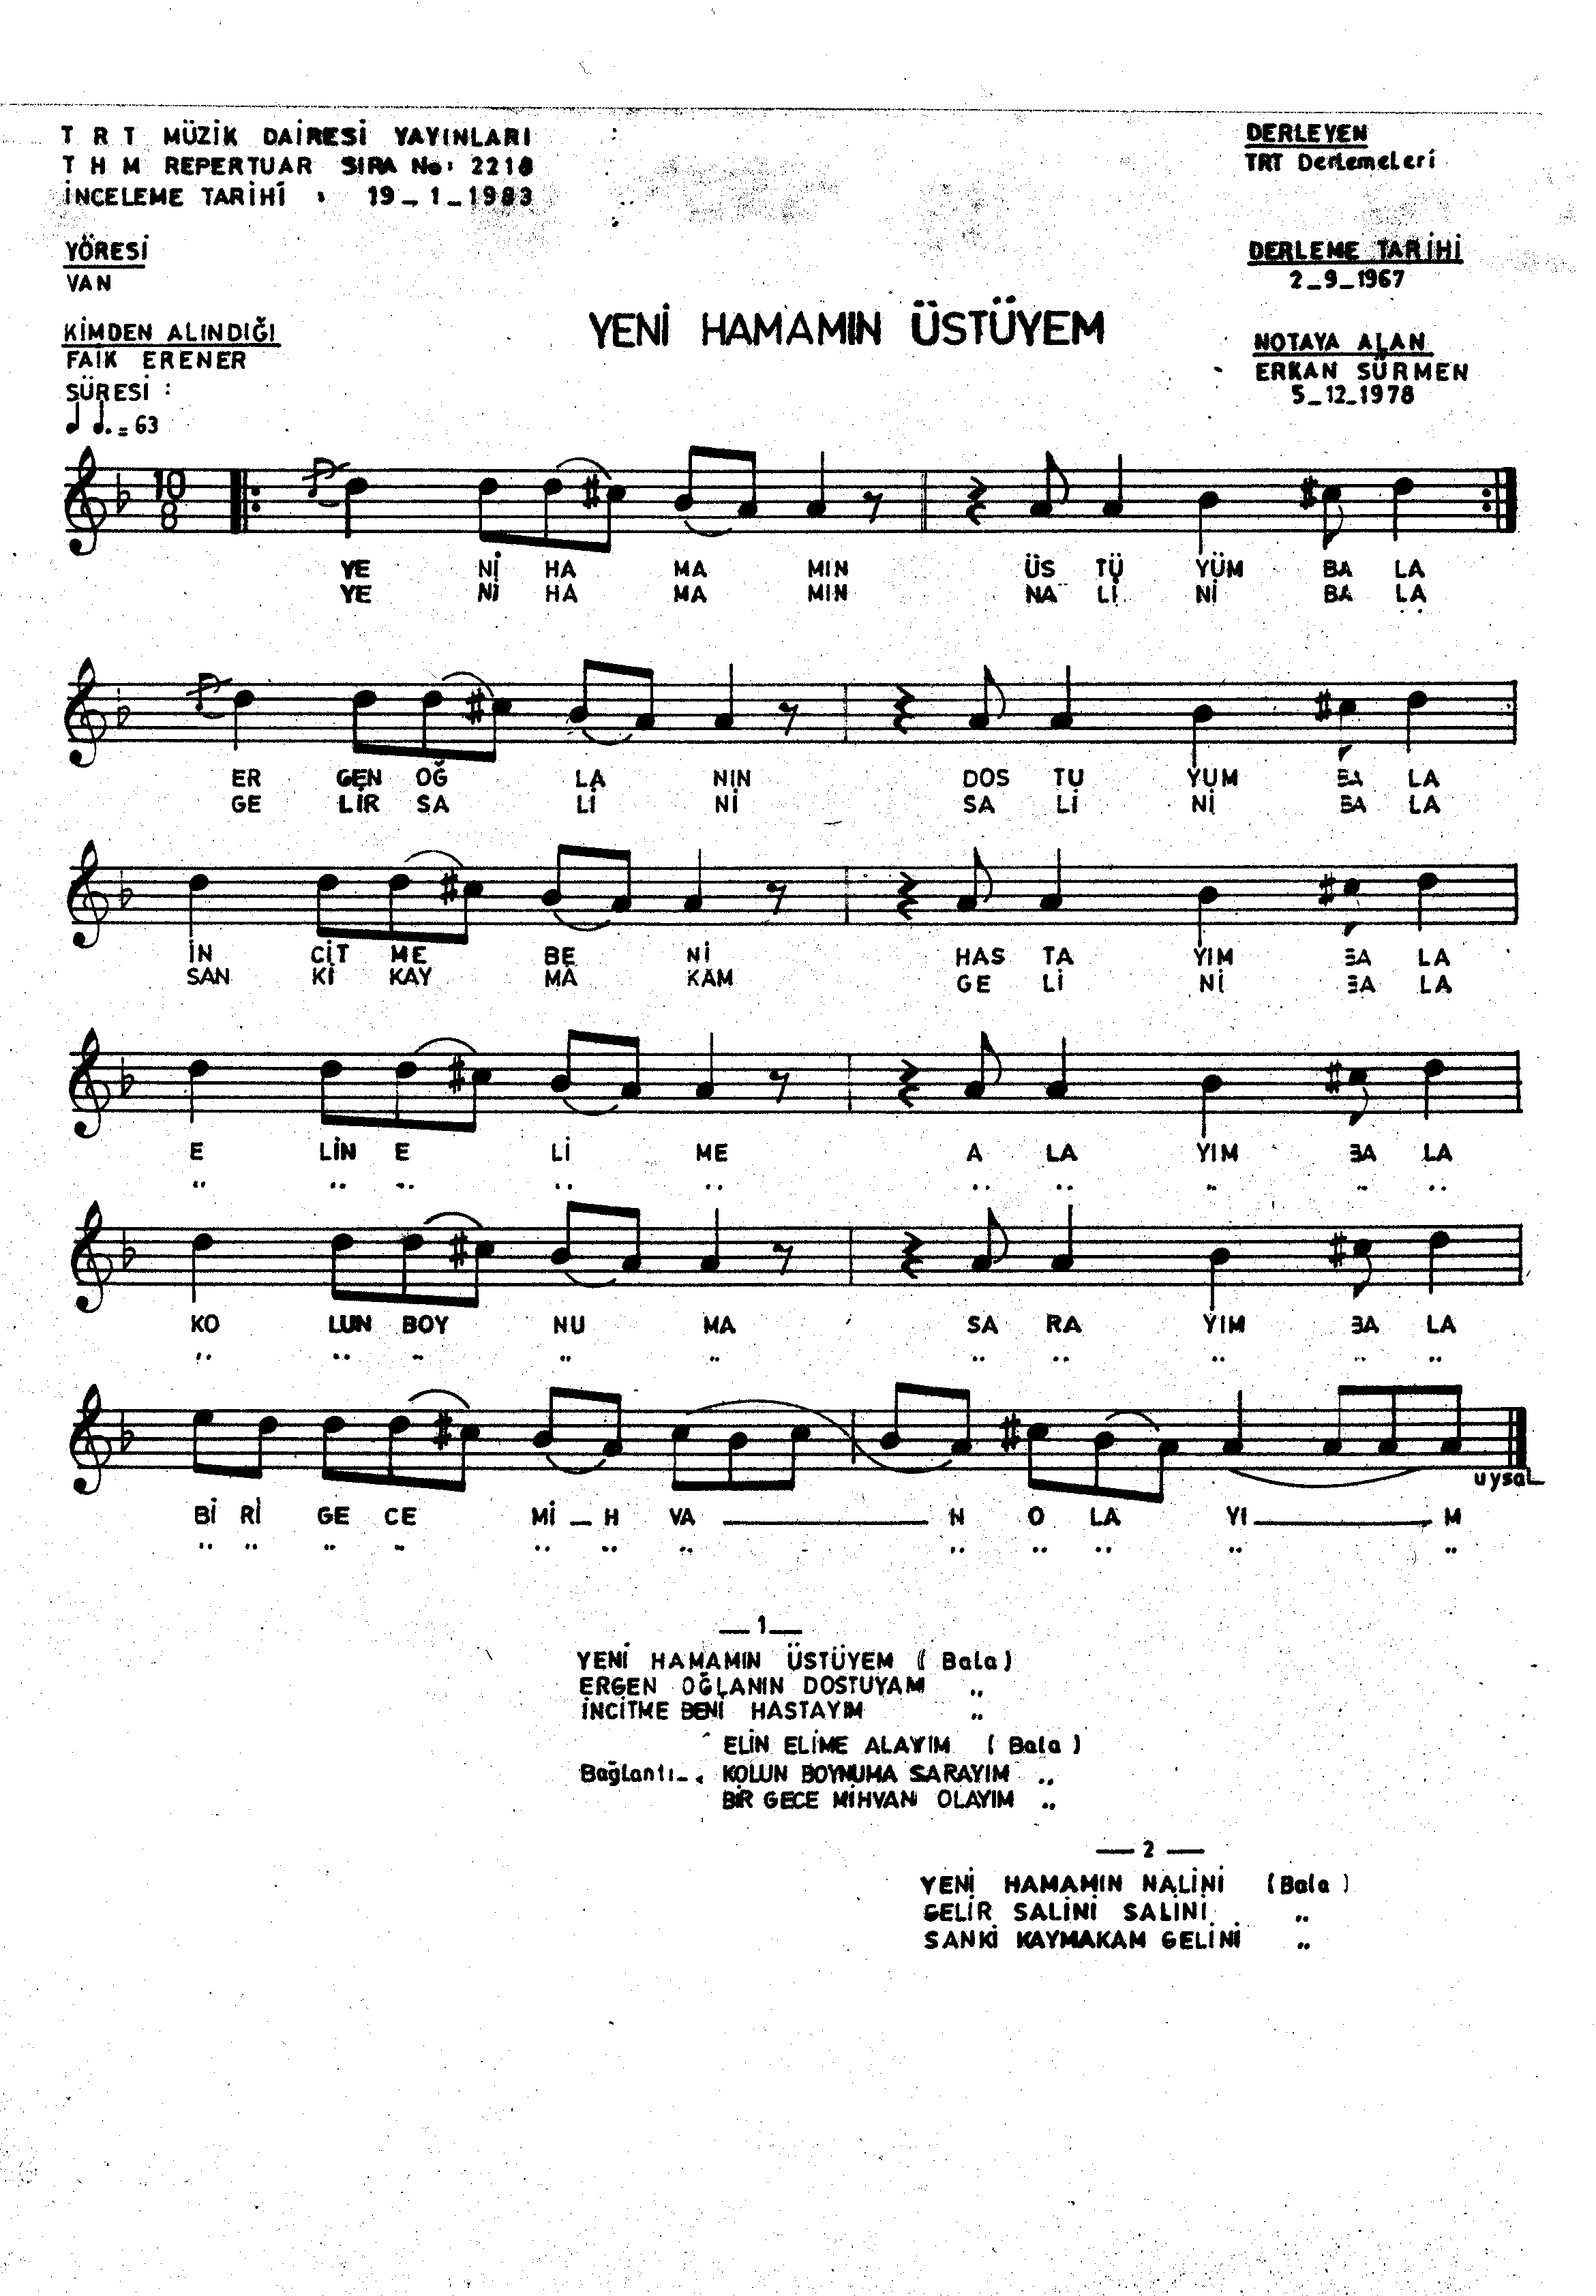 T R T MÜZİK DAİRESİ YAYINLARI
T H M REPERTUAR SIRA No: 2218
İNCELEME TARİHİ : 19_1_1983
DERLEYEN
TRT Derlemeleri
YÖRESİ
VAN
DERLEME TARİHİ
2_9_1967
KİMDEN ALINDIĞI
FAİK ERENER
SÜRESİ :
= 63
YENİ HAMAMIN ÜSTÜYEM
NOTAYA ALAN
ERKAN SÜRMEN
5_12_1978
10
8
YE Nİ HA MA MIN ÜS TÜ YÜM BA LA
YE Nİ HA MA MIN NA Lİ Nİ BA LA
ER GEN OĞ LA NIN DOS TU YUM BA LA
GE LİR SA Lİ Nİ SA Lİ Nİ BA LA
İN CİT ME BE Nİ HAS TA YIM BA LA
SAN Kİ KAY MA KAM GE Lİ Nİ BA LA
E LİN E Lİ ME A LA YIM BA LA
" " " " " " " " " "
KO LUN BOY NU MA SA RA YIM BA LA
" " " " " " " " " "
uysal
Bİ Rİ GE CE Mİ _ H VA ______ N O LA YI ______ M
" " " " " " " " " " " "
_ 1 _
YENİ HAMAMIN ÜSTÜYEM ( Bala )
ERGEN OĞLANIN DOSTUYAM "
İNCİTME BENİ HASTAYIM "
ELİN ELİME ALAYIM ( Bala )
Bağlantı _ . KOLUN BOYNUMA SARAYIM "
BİR GECE MİHVAN OLAYIM "
_ 2 _
YENİ HAMAMIN NALİNİ ( Bala )
GELİR SALİNİ SALİNİ "
SANKİ KAYMAKAM GELİNİ "